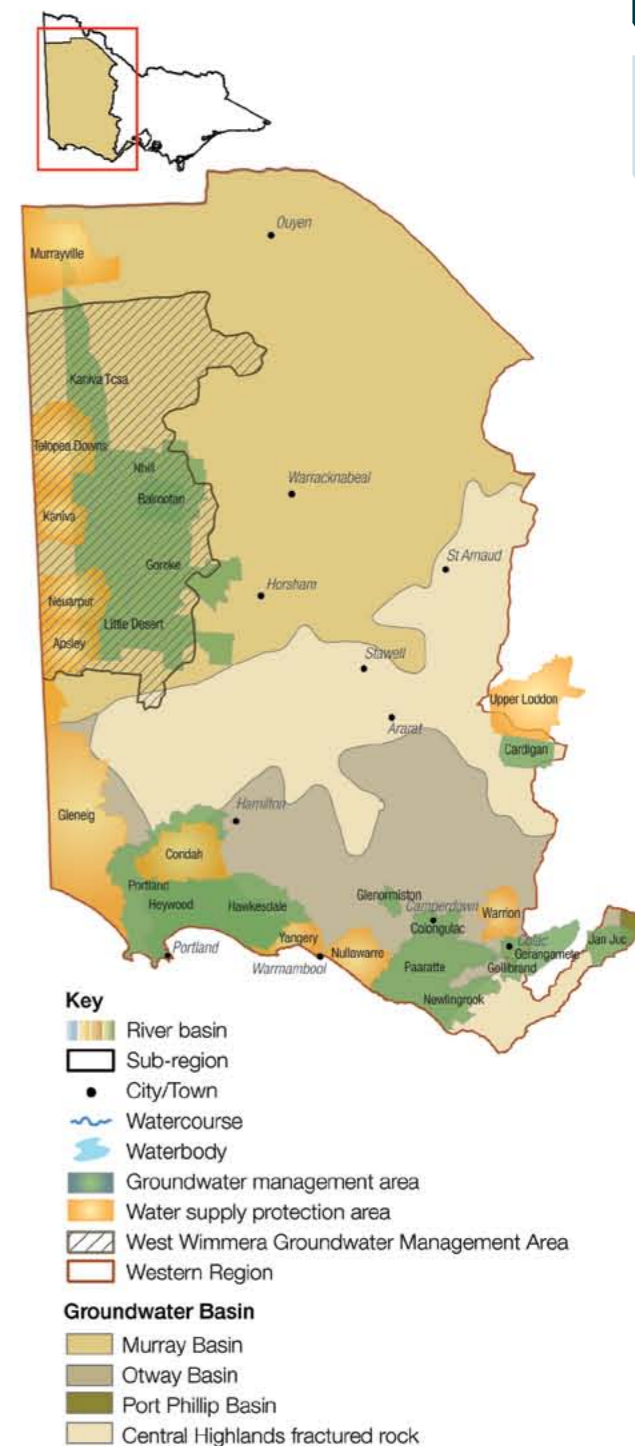 Ouyen
Murrayville
Kaniva Tcsa
Telopea Downs
Nhill
Warracknabeal
Balrootan
Kaniva
St Arnaud
Goroke
Horsham
Neuarpur
Little Desert
Apsley
Stawell
Upper Loddon
Ararat
Cardigan
Hamilton
Glenelg
Condah
Portland
Glenormiston
Heywood
Hawkesdale
Camperdown
Warrion
Colongulac
Yangery
Colac
Jan Juc
Portland
Nullawarre
Gerangamete
Warrnambool
Paaratte
Gellibrand
Newlingrook
Key
River basin
Sub-region
City/Town
Watercourse
Waterbody
Groundwater management area
Water supply protection area
West Wimmera Groundwater Management Area
Western Region
Groundwater Basin
Murray Basin
Otway Basin
Port Phillip Basin
Central Highlands fractured rock